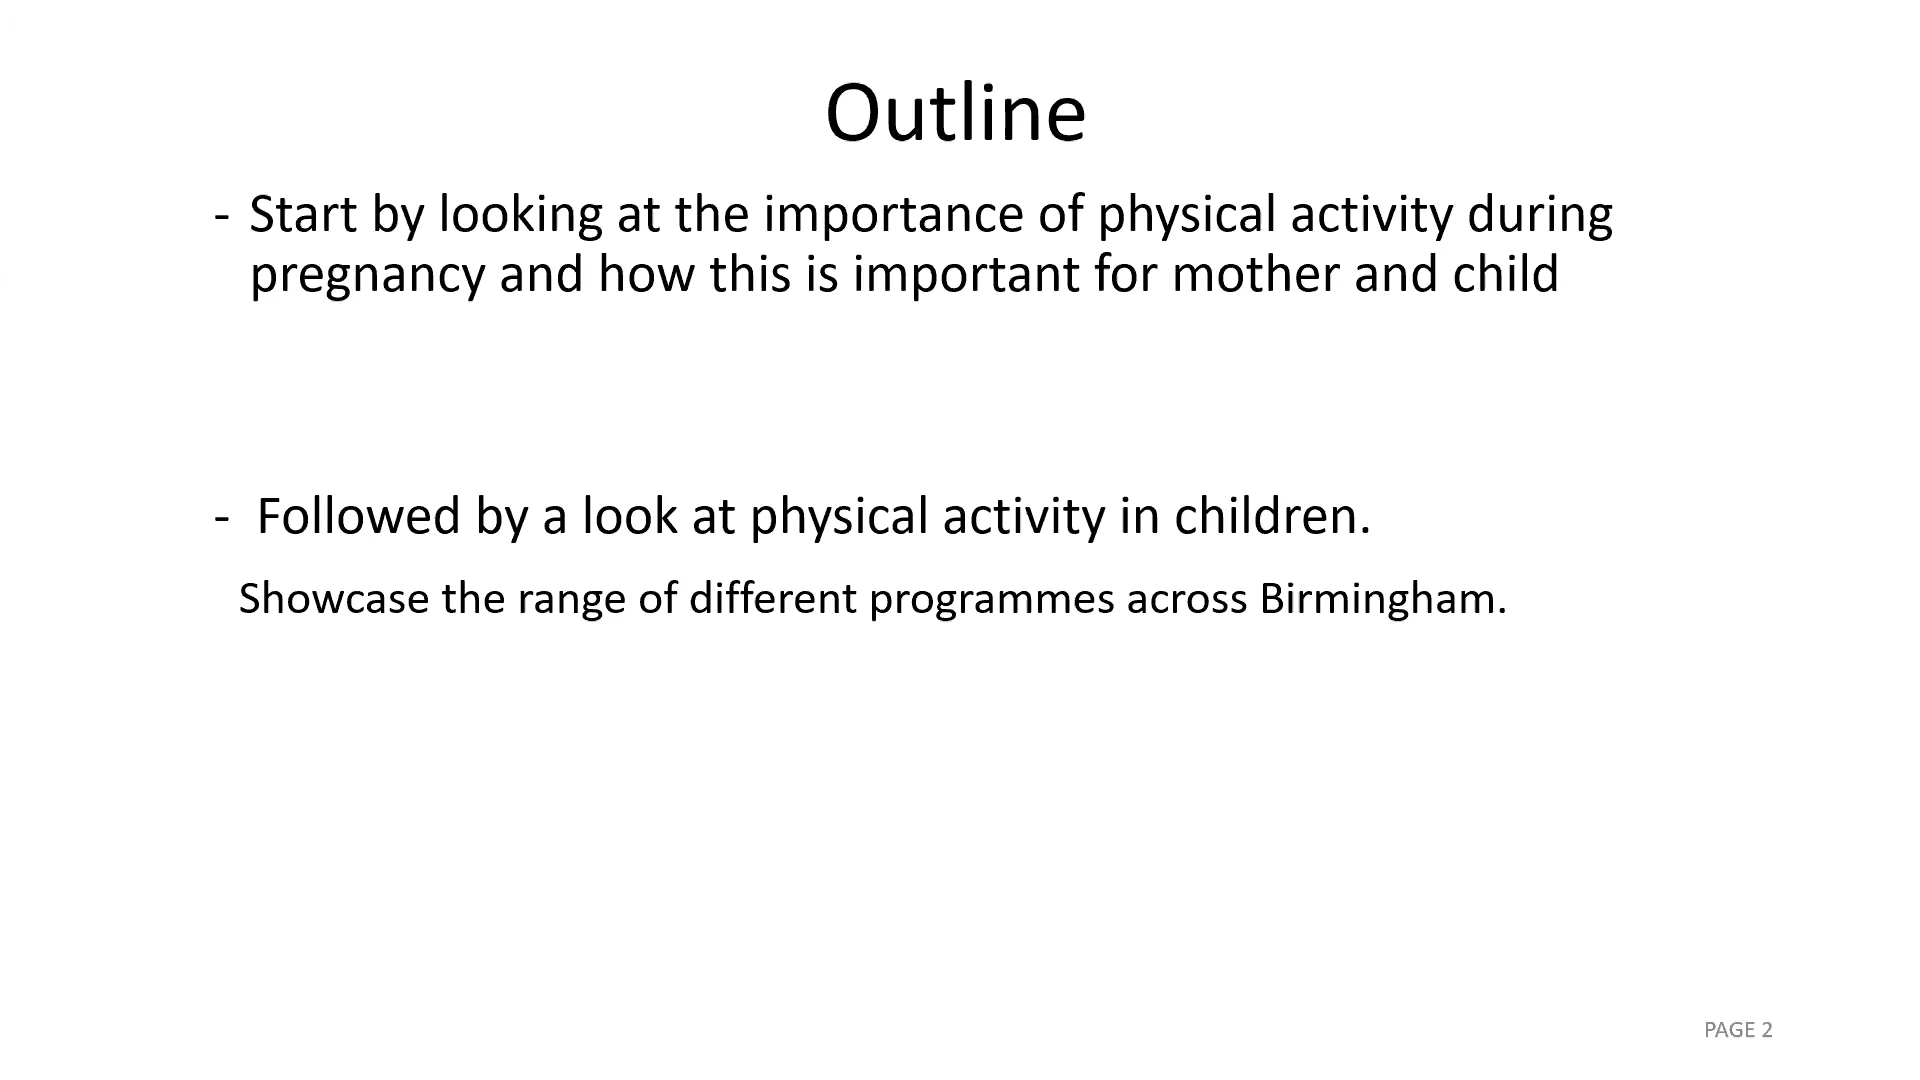 Outline
- Start by looking at the importance of physical activity during
pregnancy and how this is important for mother and child
- Followed by a look at physical activity in children.
Showcase the range of different programmes across Birmingham.
PAGE 2